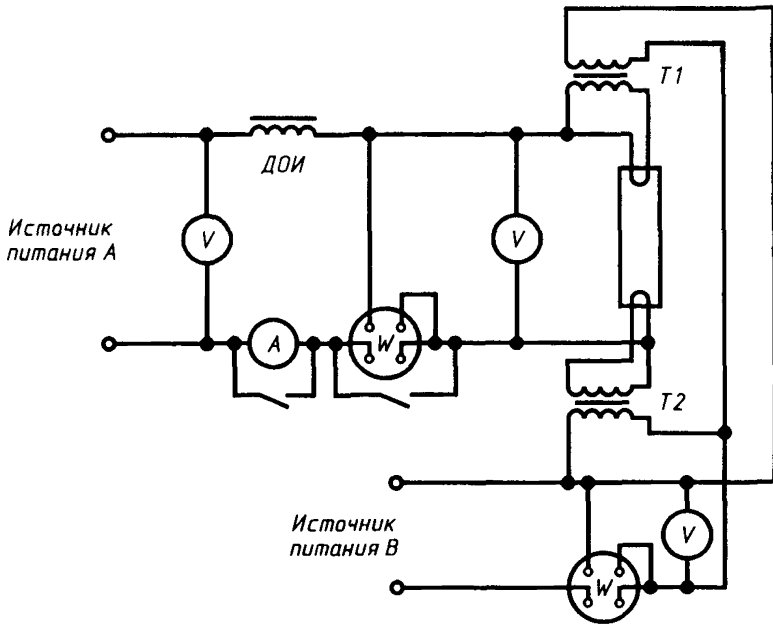 T1
ДОИ
V
V
Источник
питания A
A
W
T2
Источник
питания B
V
W